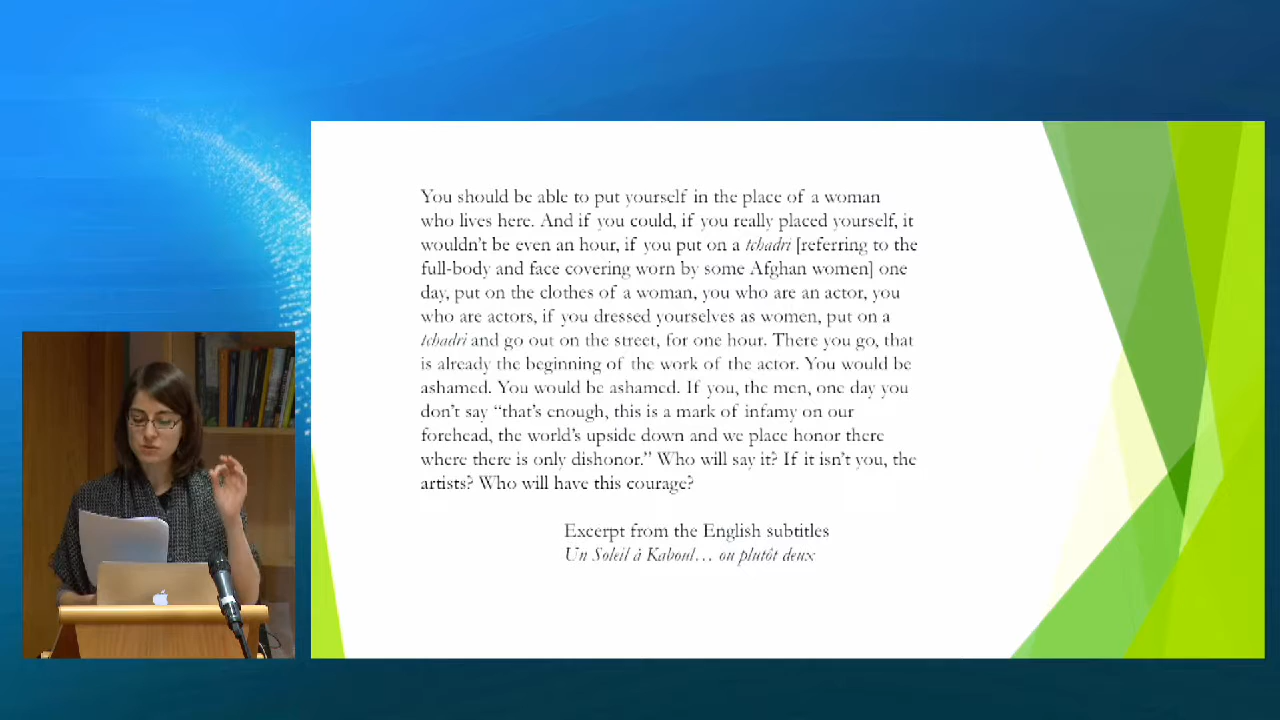 You should be able to put yourself in the place of a woman
who lives here. And if you could, if you really placed yourself, it
wouldn't be even an hour, if you put on a tchadri [referring to the
full-body and face covering worn by some Afghan women] one
day, put on the clothes of a woman, you who are an actor, you
who are actors, if you dressed yourselves as women, put on a
tchadri and go out on the street, for one hour. There you go, that
is already the beginning of the work of the actor. You would be
ashamed. You would be ashamed. If you, the men, one day you
don't say “that's enough, this is a mark of infamy on our
forehead, the world's upside down and we place honor there
where there is only dishonor.” Who will say it? If it isn't you, the
artists? Who will have this courage?
Excerpt from the English subtitles
Un Soleil à Kaboul… ou plutôt deux